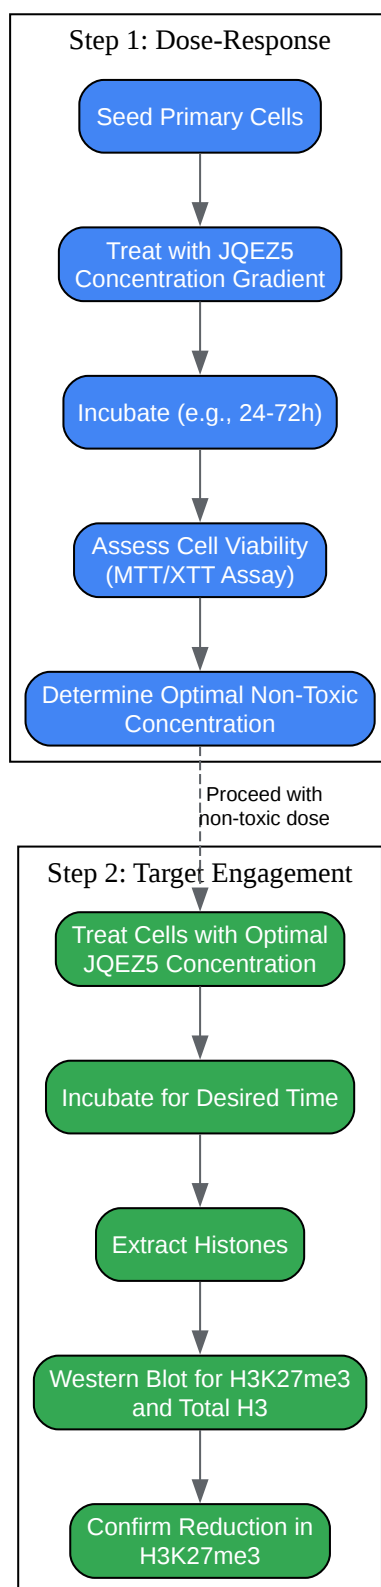 Step 1: Dose-Response
Seed Primary Cells
Treat with JQEZ5
Concentration Gradient
Incubate (e.g., 24-72h)
Assess Cell Viability
(MTT/XTT Assay)
Determine Optimal Non-Toxic
Concentration
Proceed with
non-toxic dose
Step 2: Target Engagement
Treat Cells with Optimal
JQEZ5 Concentration
Incubate for Desired Time
Extract Histones
Western Blot for H3K27me3
and Total H3
Confirm Reduction in
H3K27me3